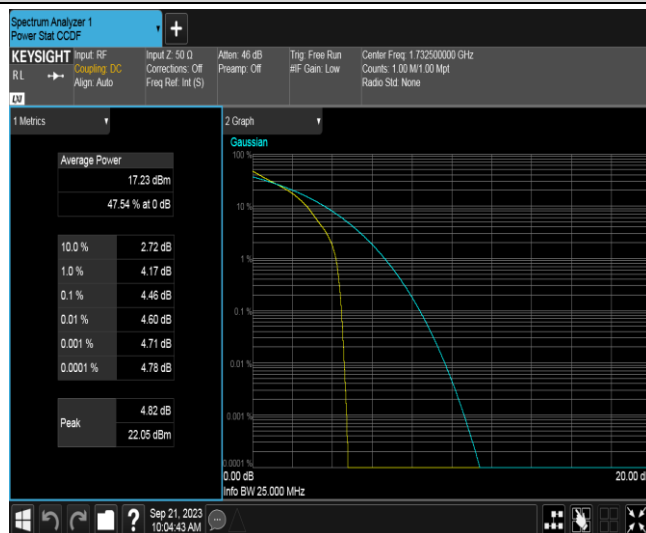 Spectrum Analyzer 1
Power Stat CCDF
KEYSIGHT
RL
LXI
Input: RF
Coupling: DC
Align: Auto
Input Z: 50 Ω
Corrections: Off
Freq Ref: Int (S)
Atten: 46 dB
Preamp: Off
Trig: Free Run
#IF Gain: Low
Center Freq: 1.732500000 GHz
Counts: 1.00 M/1.00 Mpt
Radio Std: None
1 Metrics
Average Power
17.23 dBm
47.54 % at 0 dB
10.0 % 2.72 dB
1.0 % 4.17 dB
0.1 % 4.46 dB
0.01 % 4.60 dB
0.001 % 4.71 dB
0.0001 % 4.78 dB
Peak
4.82 dB
22.05 dBm
2 Graph
Gaussian
100 %
10 %
1 %
0.1 %
0.01 %
0.001 %
0.0001 %
0.00 dB
20.00 d
Info BW 25.000 MHz
?
Sep 21, 2023
10:04:43 AM